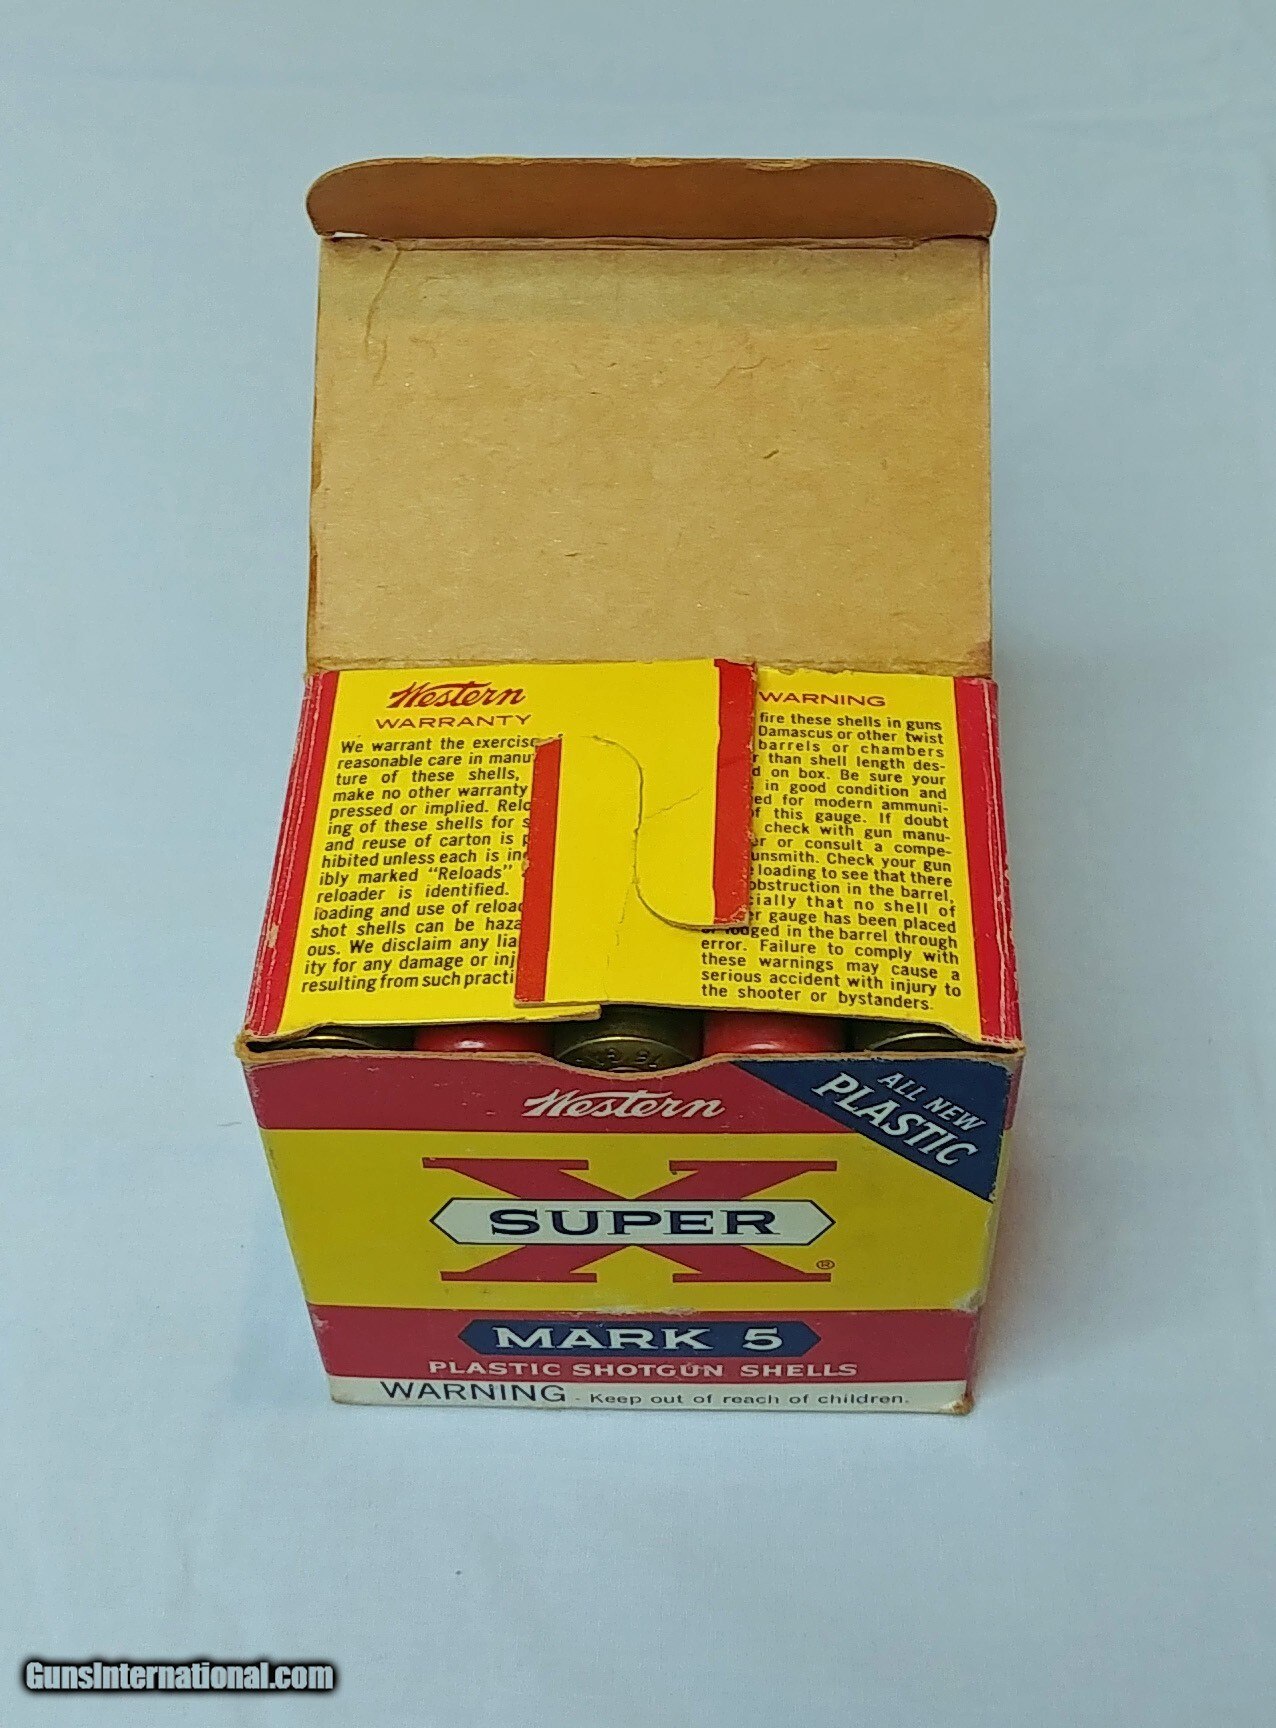 Western
WARRANTY
We warrant the exercise
reasonable care in manu
ture of these shells,
make no other warranty
pressed or implied. Relo
ing of these shells for s
and reuse of carton is p
hibited unless each is in
ibly marked "Reloads"
reloader is identified.
loading and use of reloa
shot shells can be haza
ous. We disclaim any lia
ity for any damage or inj
resulting from such practi
WARNING
fire these shells in guns
Damascus or other twist
barrels or chambers
r than shell length des-
d on box. Be sure your
in good condition and
ed for modern ammuni-
of this gauge. If doubt
check with gun manu-
er or consult a compe-
unsmith. Check your gun
loading to see that there
obstruction in the barrel,
cially that no shell of
er gauge has been placed
or lodged in the barrel through
error. Failure to comply with
these warnings may cause a
serious accident with injury to
the shooter or bystanders.
Western
ALL NEW
PLASTIC
X
SUPER
®
MARK 5
PLASTIC SHOTGUN SHELLS
WARNING - Keep out of reach of children.
GunsInternational.com